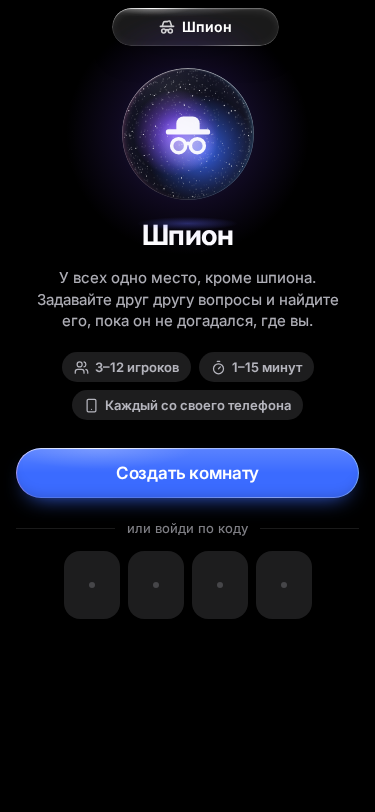 Шпион
Шпион
У всех одно место, кроме шпиона.
Задавайте друг другу вопросы и найдите
его, пока он не догадался, где вы.
3–12 игроков
1–15 минут
Каждый со своего телефона
Создать комнату
или войди по коду